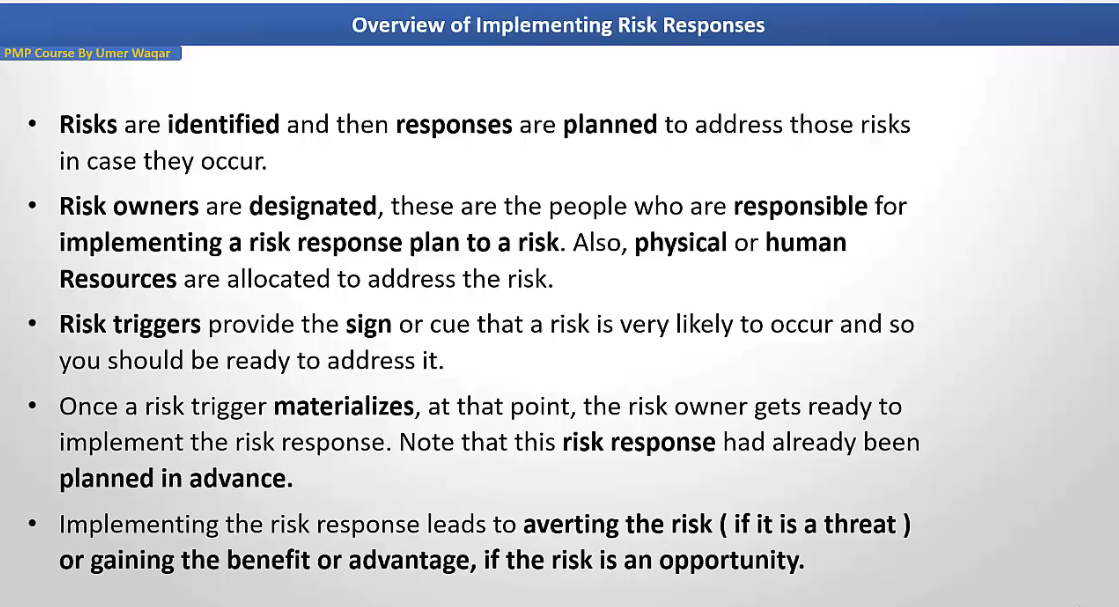 Overview of Implementing Risk Responses
PMP Course By Umer Waqar
• Risks are identified and then responses are planned to address those risks
in case they occur.
• Risk owners are designated, these are the people who are responsible for
implementing a risk response plan to a risk. Also, physical or human
Resources are allocated to address the risk.
• Risk triggers provide the sign or cue that a risk is very likely to occur and so
you should be ready to address it.
• Once a risk trigger materializes, at that point, the risk owner gets ready to
implement the risk response. Note that this risk response had already been
planned in advance.
• Implementing the risk response leads to averting the risk ( if it is a threat )
or gaining the benefit or advantage, if the risk is an opportunity.